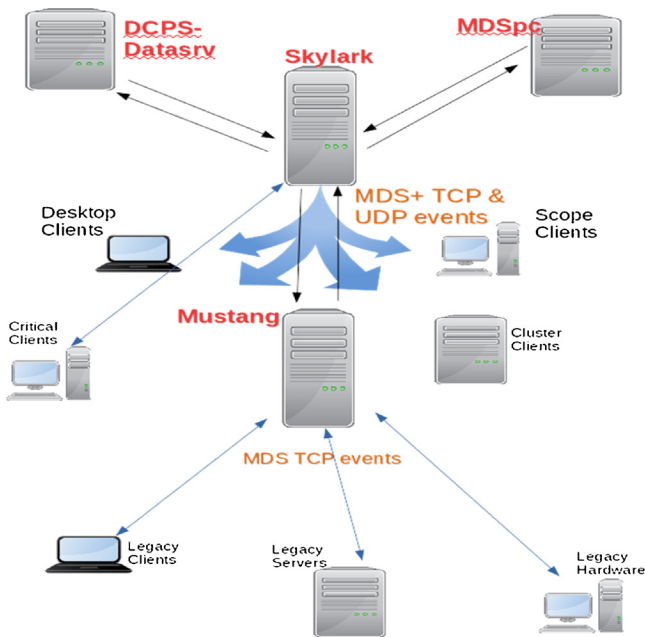 DCPS-
Datasrv
Skylark
MDSpc
MDS+ TCP &
UDP events
Desktop
Clients
Scope
Clients
Mustang
Critical
Clients
Cluster
Clients
MDS TCP events
Legacy
Clients
Legacy
Servers
Legacy
Hardware